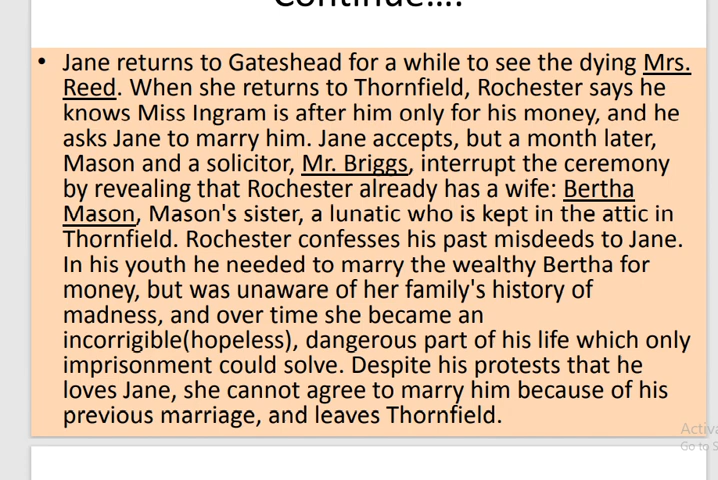 Continue….
• Jane returns to Gateshead for a while to see the dying Mrs.
Reed. When she returns to Thornfield, Rochester says he
knows Miss Ingram is after him only for his money, and he
asks Jane to marry him. Jane accepts, but a month later,
Mason and a solicitor, Mr. Briggs, interrupt the ceremony
by revealing that Rochester already has a wife: Bertha
Mason, Mason's sister, a lunatic who is kept in the attic in
Thornfield. Rochester confesses his past misdeeds to Jane.
In his youth he needed to marry the wealthy Bertha for
money, but was unaware of her family's history of
madness, and over time she became an
incorrigible(hopeless), dangerous part of his life which only
imprisonment could solve. Despite his protests that he
loves Jane, she cannot agree to marry him because of his
previous marriage, and leaves Thornfield.
Activa
Go to S